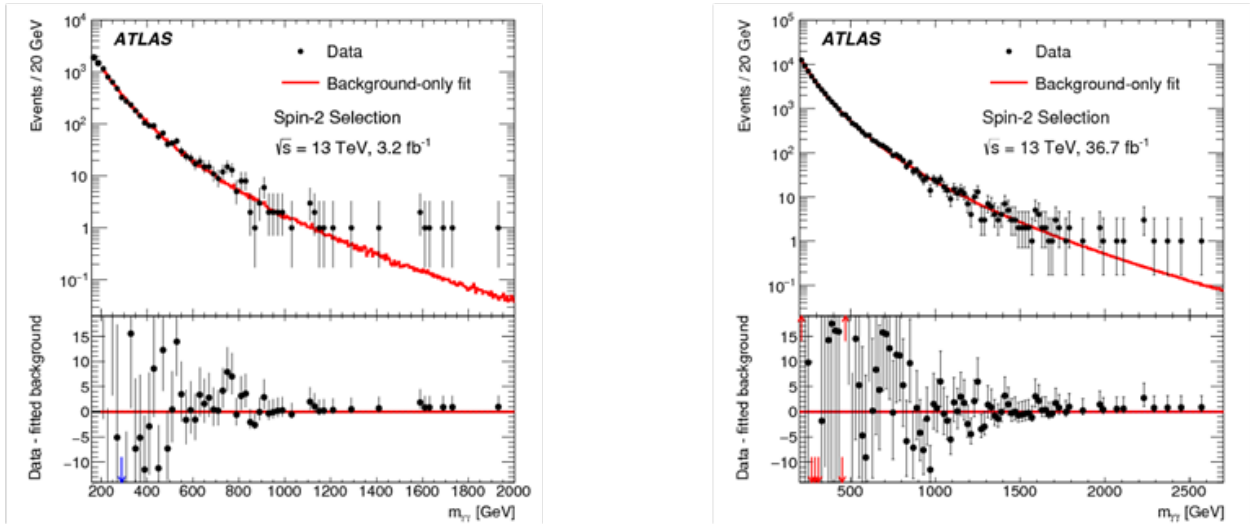 ATLAS
Data
Background-only fit
Spin-2 Selection
√s = 13 TeV, 3.2 fb⁻¹
Events / 20 GeV
10⁴
10³
10²
10
1
10⁻¹
Data - fitted background
15
10
5
0
−5
−10
200 400 600 800 1000 1200 1400 1600 1800 2000
m_γγ [GeV]
ATLAS
Data
Background-only fit
Spin-2 Selection
√s = 13 TeV, 36.7 fb⁻¹
Events / 20 GeV
10⁵
10⁴
10³
10²
10
1
10⁻¹
Data - fitted background
15
10
5
0
−5
−10
500 1000 1500 2000 2500
m_γγ [GeV]